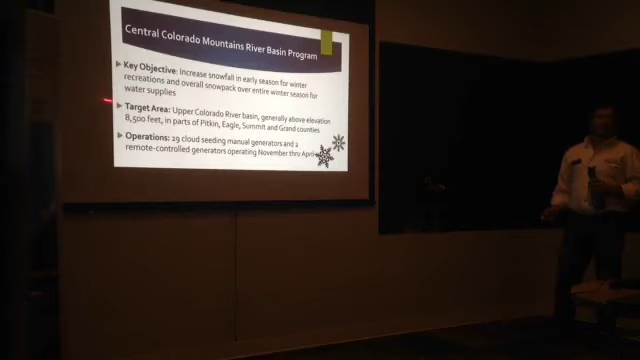 Central Colorado Mountains River Basin Program
Key Objective: Increase snowfall in early season for winter
recreations and overall snowpack over entire winter season for
water supplies
Target Area: Upper Colorado River basin, generally above elevation
8,500 feet, in parts of Pitkin, Eagle, Summit and Grand counties
Operations: 29 cloud seeding manual generators and 2
remote-controlled generators operating November thru April